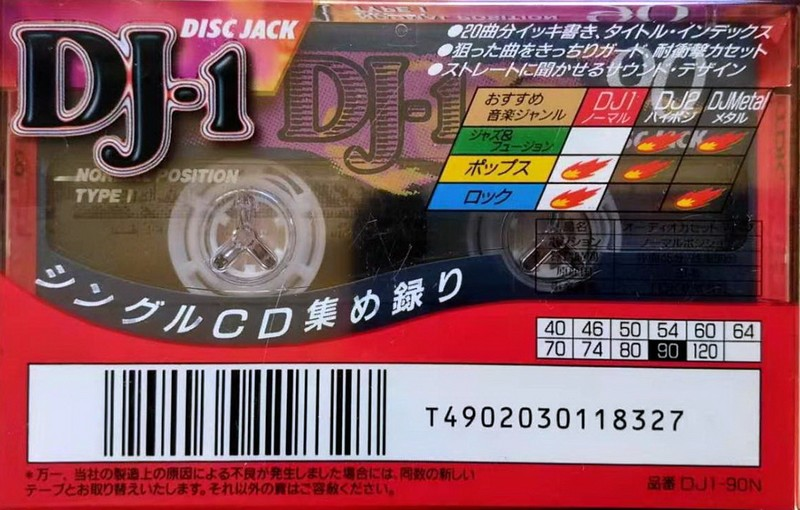 DISC JACK
DJ-1
●20曲分イッキ書き、タイトル・インデックス
●狙った曲をきっちりガード、耐衝撃カセット
●ストレートに聞かせるサウンド・デザイン
おすすめ
音楽ジャンル
DJ1
ノーマル
DJ2
ハイポジ
DJMetal
メタル
ジャズ&
フュージョン
ポップス
ロック
DJ-1
POSITION
TYPE I
シングルCD集め録り
40 46 50 54 60 64
70 74 80 90 120
T4902030118327
*万一、当社の製造上の原因による不良が発生しました場合には、同数の新しい
テープとお取り替えいたします。それ以外の責はご容赦ください。
品番 DJ1-90N